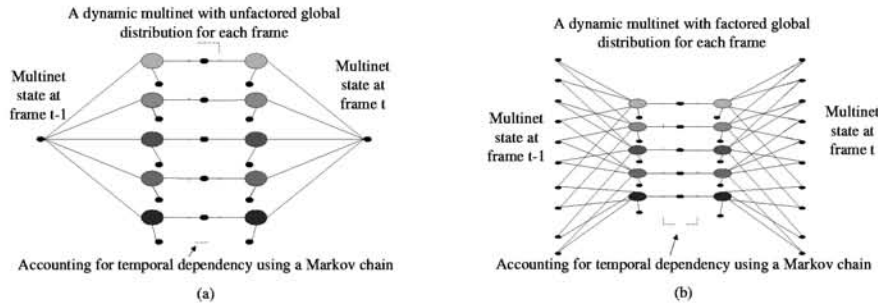 A dynamic multinet with unfactored global
distribution for each frame
Multinet
state at
frame t-1
Multinet
state at
frame t
Accounting for temporal dependency using a Markov chain
(a)
A dynamic multinet with factored global
distribution for each frame
Multinet
state at
frame t-1
Multinet
state at
frame t
Accounting for temporal dependency using a Markov chain
(b)